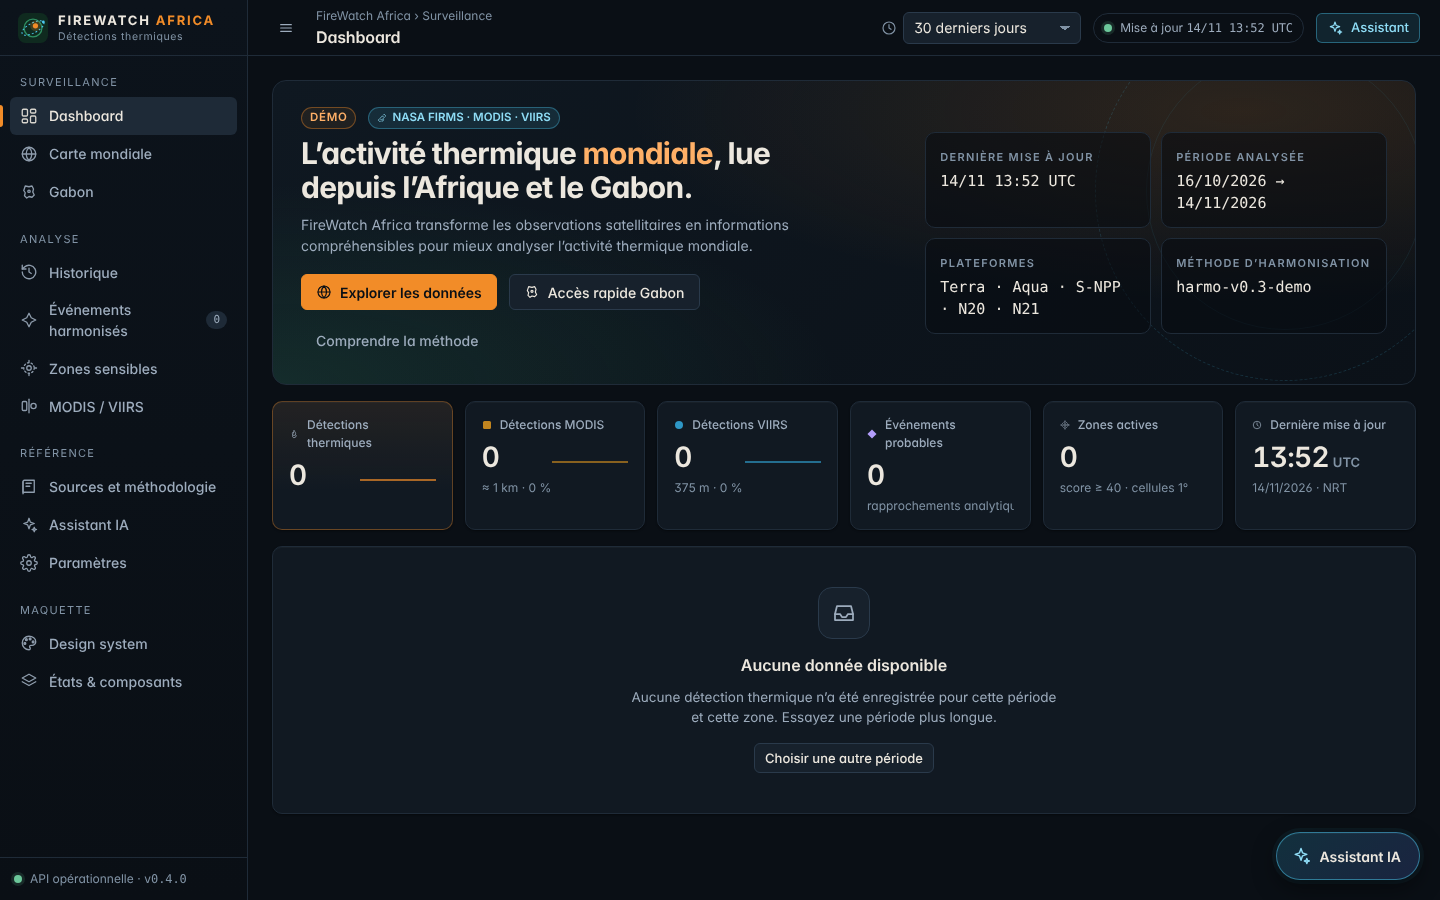 FIREWATCH AFRICA
Détections thermiques
SURVEILLANCE
Dashboard
Carte mondiale
Gabon
ANALYSE
Historique
Événements
harmonisés
0
Zones sensibles
MODIS / VIIRS
RÉFÉRENCE
Sources et méthodologie
Assistant IA
Paramètres
MAQUETTE
Design system
États & composants
API opérationnelle · v0.4.0
FireWatch Africa › Surveillance
Dashboard
30 derniers jours
Mise à jour 14/11 13:52 UTC
Assistant
DÉMO
NASA FIRMS · MODIS · VIIRS
L’activité thermique mondiale, lue
depuis l’Afrique et le Gabon.
FireWatch Africa transforme les observations satellitaires en informations
compréhensibles pour mieux analyser l’activité thermique mondiale.
Explorer les données
Accès rapide Gabon
Comprendre la méthode
DERNIÈRE MISE À JOUR
14/11 13:52 UTC
PÉRIODE ANALYSÉE
16/10/2026 →
14/11/2026
PLATEFORMES
Terra · Aqua · S-NPP
· N20 · N21
MÉTHODE D’HARMONISATION
harmo-v0.3-demo
Détections
thermiques
0
Détections MODIS
0
≈ 1 km · 0 %
Détections VIIRS
0
375 m · 0 %
Événements
probables
0
rapprochements analytiqu
Zones actives
0
score ≥ 40 · cellules 1°
Dernière mise à jour
13:52 UTC
14/11/2026 · NRT
Aucune donnée disponible
Aucune détection thermique n’a été enregistrée pour cette période
et cette zone. Essayez une période plus longue.
Choisir une autre période
Assistant IA